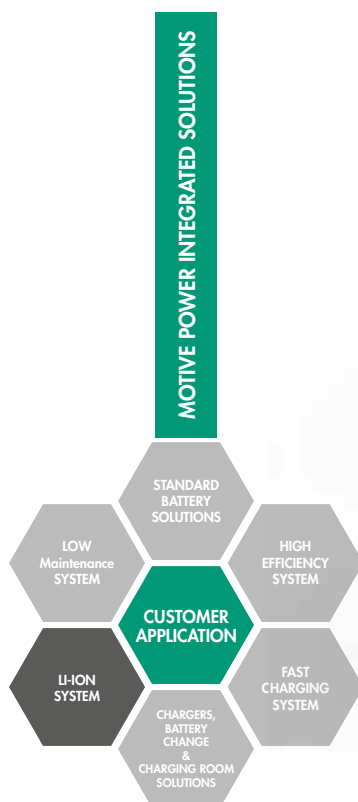 MOTIVE POWER INTEGRATED SOLUTIONS
STANDARD
BATTERY
SOLUTIONS
LOW
Maintenance
SYSTEM
HIGH
EFFICIENCY
SYSTEM
CUSTOMER
APPLICATION
LI-ION
SYSTEM
FAST
CHARGING
SYSTEM
CHARGERS,
BATTERY
CHANGE
&
CHARGING ROOM
SOLUTIONS